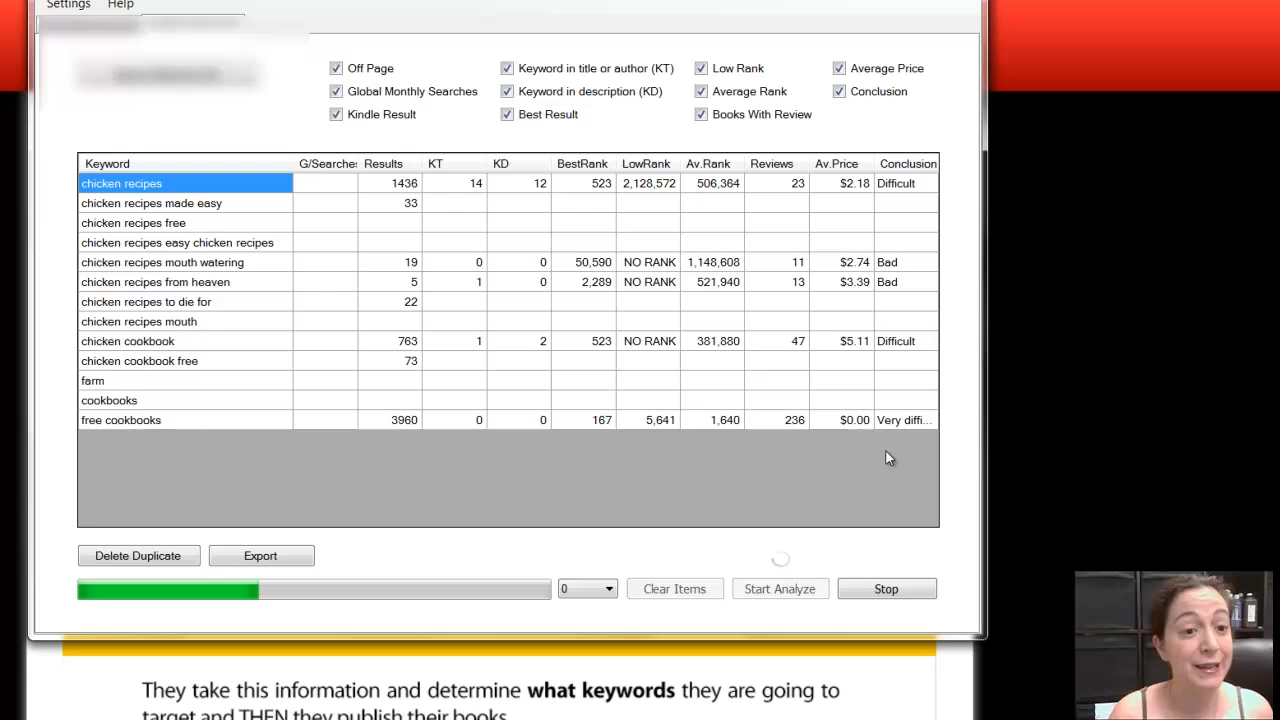 Settings Help
Off Page Keyword in title or author (KT) Low Rank Average Price
Global Monthly Searches Keyword in description (KD) Average Rank Conclusion
Kindle Result Best Result Books With Review
Keyword G/Searches Results KT KD BestRank LowRank Av.Rank Reviews Av.Price Conclusion
chicken recipes 1436 14 12 523 2,128,572 506,364 23 $2.18 Difficult
chicken recipes made easy 33
chicken recipes free
chicken recipes easy chicken recipes
chicken recipes mouth watering 19 0 0 50,590 NO RANK 1,148,608 11 $2.74 Bad
chicken recipes from heaven 5 1 0 2,289 NO RANK 521,940 13 $3.39 Bad
chicken recipes to die for 22
chicken recipes mouth
chicken cookbook 763 1 2 523 NO RANK 381,880 47 $5.11 Difficult
chicken cookbook free 73
farm
cookbooks
free cookbooks 3960 0 0 167 5,641 1,640 236 $0.00 Very diffi...
Delete Duplicate Export
0 Clear Items Start Analyze Stop
They take this information and determine what keywords they are going to
target and THEN they publish their books